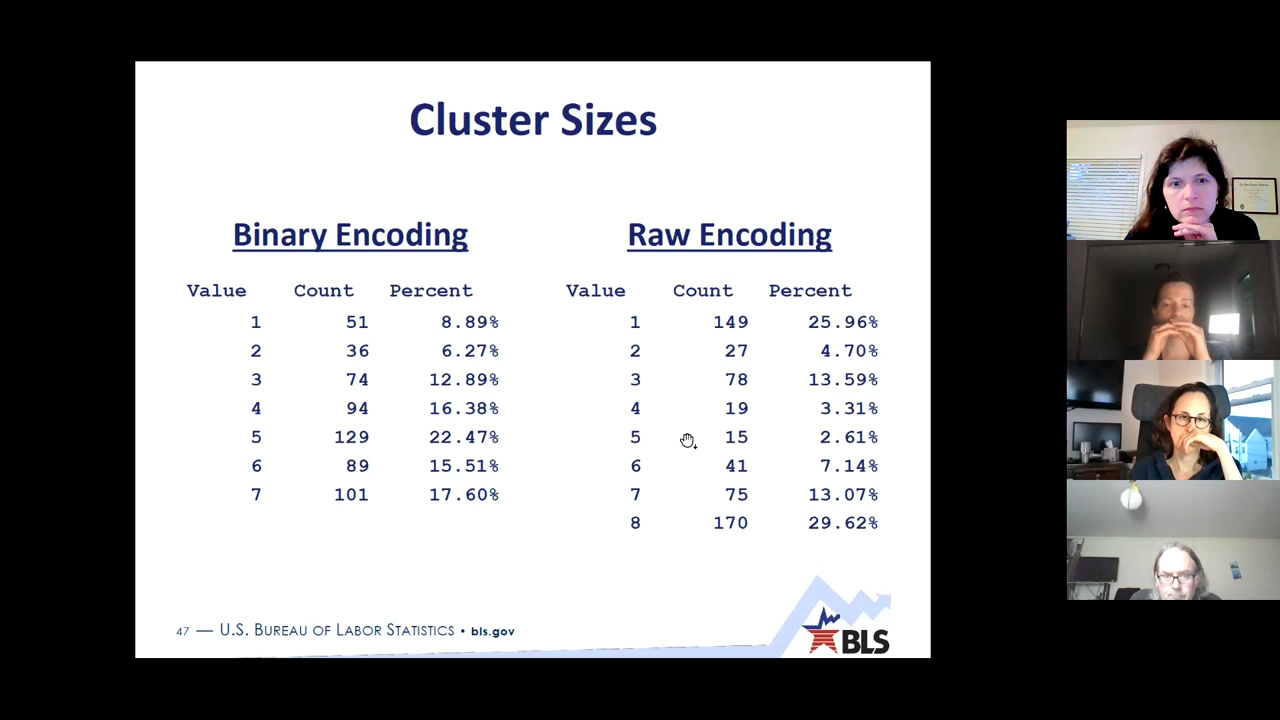 Cluster Sizes
Binary Encoding
Value Count Percent
1 51 8.89%
2 36 6.27%
3 74 12.89%
4 94 16.38%
5 129 22.47%
6 89 15.51%
7 101 17.60%
Raw Encoding
Value Count Percent
1 149 25.96%
2 27 4.70%
3 78 13.59%
4 19 3.31%
5 15 2.61%
6 41 7.14%
7 75 13.07%
8 170 29.62%
47 — U.S. BUREAU OF LABOR STATISTICS • bls.gov
BLS